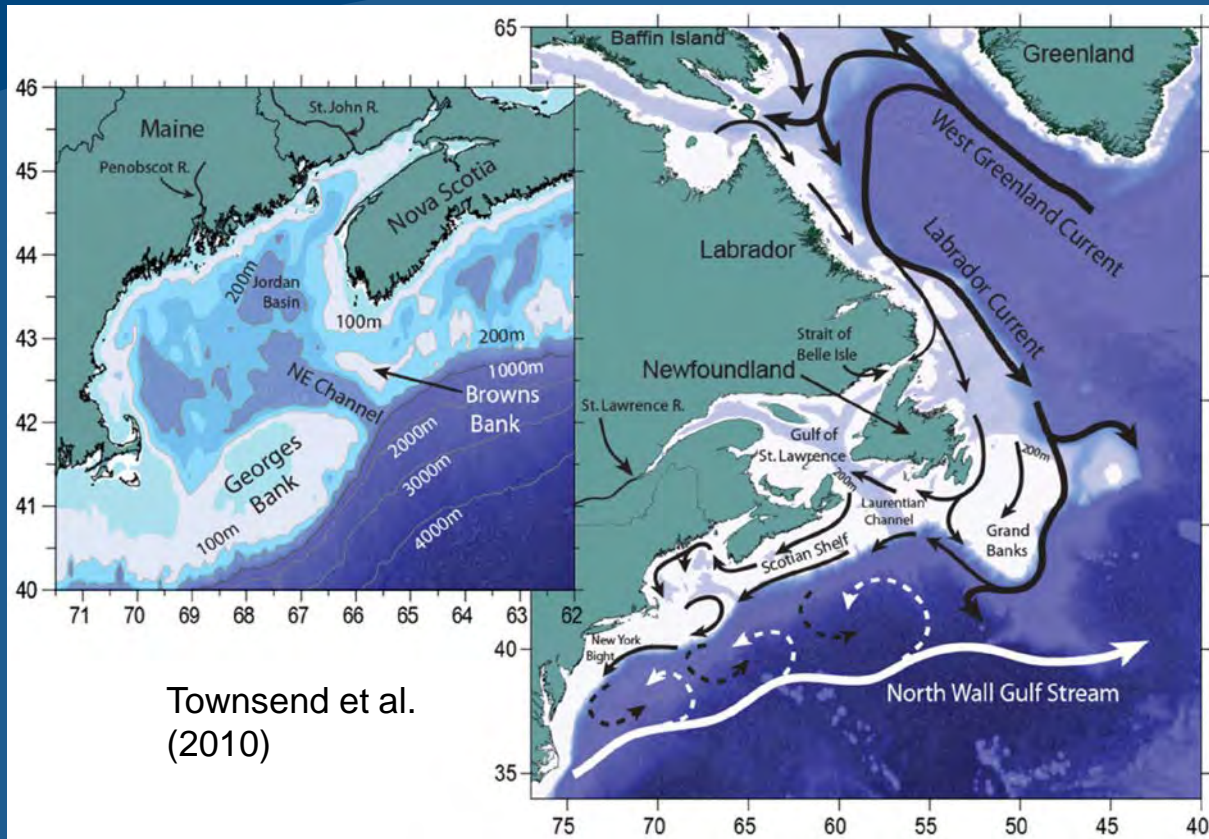 46
45
44
43
42
41
40
71
70
69
68
67
66
65
64
63
62
Maine
St. John R.
Penobscot R.
Nova Scotia
200m
Jordan
Basin
100m
200m
NE Channel
1000m
Browns
Bank
2000m
3000m
4000m
Georges
Bank
100m
Townsend et al.
(2010)
65
40
35
75
70
65
60
55
50
45
40
Baffin Island
Greenland
West Greenland Current
Labrador
Labrador Current
Strait of
Belle Isle
Newfoundland
St. Lawrence R.
Gulf of
St. Lawrence
200m
200m
Laurentian
Channel
Grand
Banks
Scotian Shelf
New York
Bight
North Wall Gulf Stream